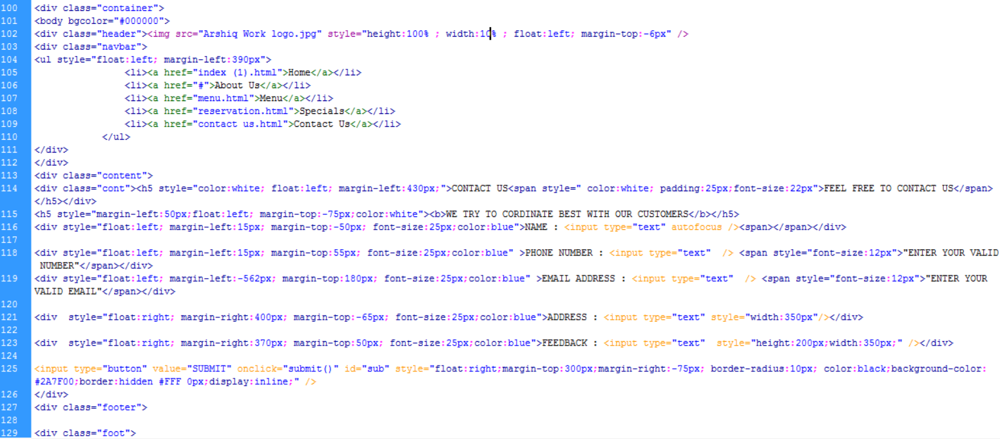 100 <div class="container">
101 <body bgcolor="#000000">
102 <div class="header"><img src="Arshiq Work logo.jpg" style="height:100% ; width:10% ; float:left; margin-top:-6px" />
103 <div class="navbar">
104 <ul style="float:left; margin-left:390px">
105 <li><a href="index (1).html">Home</a></li>
106 <li><a href="#">About Us</a></li>
107 <li><a href="menu.html">Menu</a></li>
108 <li><a href="reservation.html">Specials</a></li>
109 <li><a href="contact us.html">Contact Us</a></li>
110 </ul>
111 </div>
112 </div>
113 <div class="content">
114 <div class="cont"><h5 style="color:white; float:left; margin-left:430px;">CONTACT US<span style=" color:white; padding:25px;font-size:22px">FEEL FREE TO CONTACT US</span>
</h5></div>
115 <h5 style="margin-left:50px;float:left; margin-top:-75px;color:white"><b>WE TRY TO CORDINATE BEST WITH OUR CUSTOMERS</b></h5>
116 <div style="float:left; margin-left:15px; margin-top:-50px; font-size:25px;color:blue">NAME : <input type="text" autofocus /><span></span></div>
117
118 <div style="float:left; margin-left:15px; margin-top:55px; font-size:25px;color:blue" >PHONE NUMBER : <input type="text"  /> <span style="font-size:12px">"ENTER YOUR VALID
NUMBER"</span></div>
119 <div style="float:left; margin-left:-562px; margin-top:180px; font-size:25px;color:blue" >EMAIL ADDRESS : <input type="text"  /> <span style="font-size:12px">"ENTER YOUR
VALID EMAIL"</span></div>
120
121 <div  style="float:right; margin-right:400px; margin-top:-65px; font-size:25px;color:blue">ADDRESS : <input type="text" style="width:350px"/></div>
122
123 <div  style="float:right; margin-right:370px; margin-top:50px; font-size:25px;color:blue">FEEDBACK : <input type="text"  style="height:200px;width:350px;" /></div>
124
125 <input type="button" value="SUBMIT" onclick="submit()" id="sub" style="float:right;margin-top:300px;margin-right:-75px; border-radius:10px; color:black;background-color:
#2A7F00;border:hidden #FFF 0px;display:inline;" />
126 </div>
127 <div class="footer">
128
129 <div class="foot">